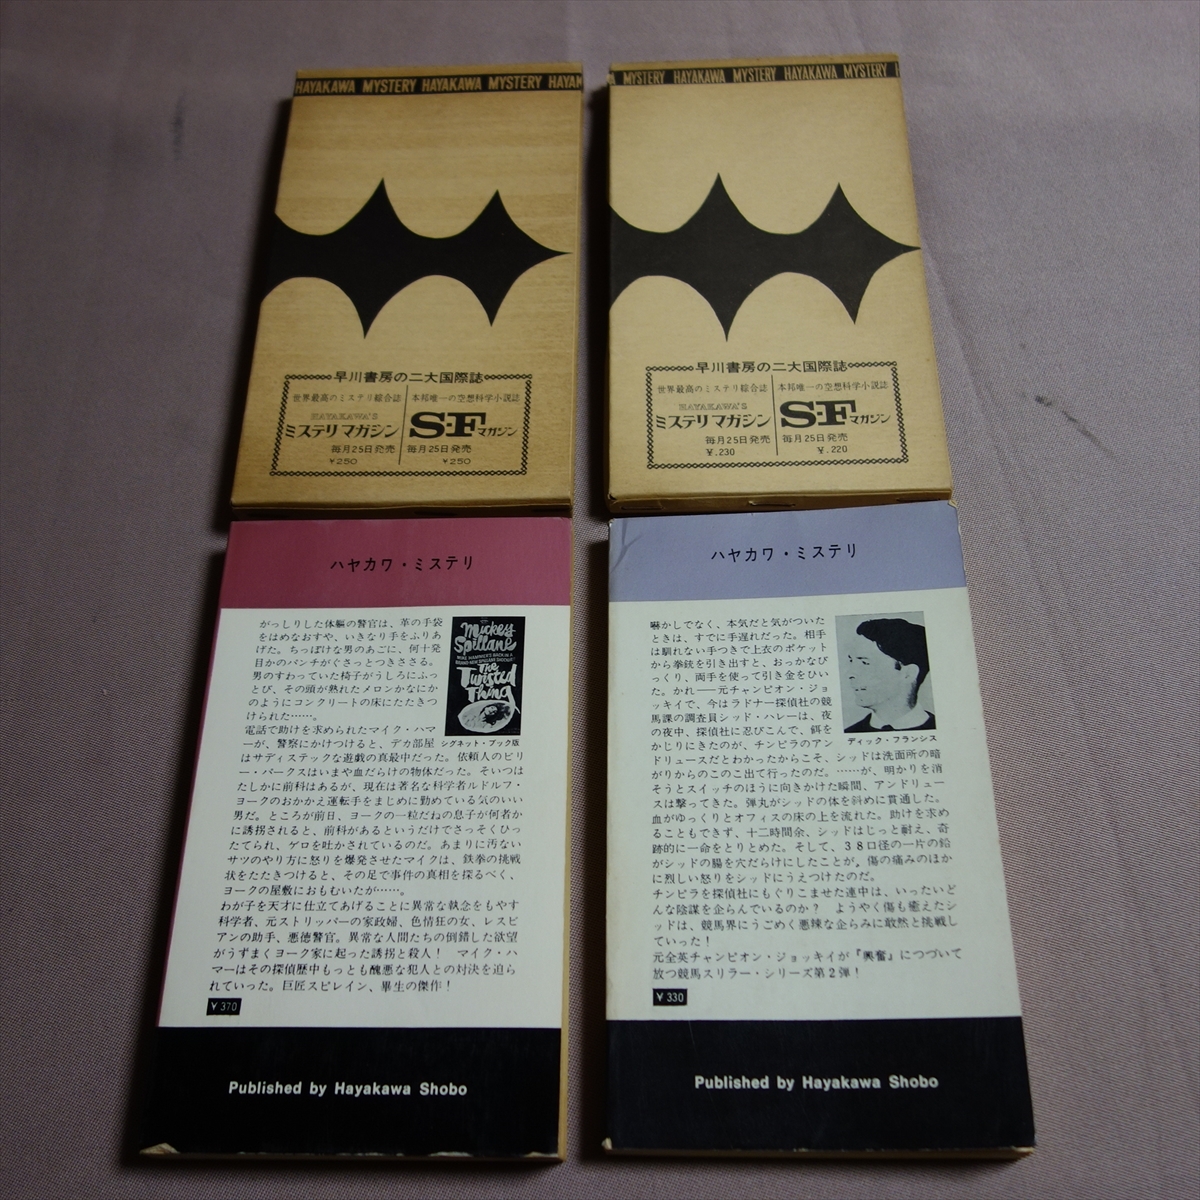 HAYAKAWA MYSTERY HAYAKAWA MYSTERY HAYAK
早川書房の二大国際誌
世界最高のミステリ綜合誌
HAYAKAWA'S
ミステリマガジン
毎月25日発売
¥250
本邦唯一の空想科学小説誌
S-Fマガジン
毎月25日発売
¥250
MYSTERY HAYAKAWA MYSTERY HAYAKAWA MYSTERY
早川書房の二大国際誌
世界最高のミステリ綜合誌
HAYAKAWA'S
ミステリマガジン
毎月25日発売
¥.230
本邦唯一の空想科学小説誌
S-Fマガジン
毎月25日発売
¥.220
ハヤカワ・ミステリ
がっしりした体軀の警官は、革の手袋
をはめなおすや、いきなり手をふりあ
げた。ちっぽけな男のあごに、何十発
目かのパンチがぐさっとつきささる。
男のすわっていた椅子がうしろにふっ
とび、その頭が熟れたメロンかなにか
のようにコンクリートの床にたたきつ
けられた……。
電話で助けを求められたマイク・ハマ
ーが、警察にかけつけると、デカ部屋
はサディスティックな遊戯の真最中だった。依頼人のビリ
ー・パークスはいまや血だらけの物体だった。そいつは
たしかに前科はあるが、現在は著名な科学者ルドルフ・
ヨークのおかかえ運転手をまじめに勤めている気のいい
男だ。ところが前日、ヨークの一粒だねの息子が何者か
に誘拐されると、前科があるというだけでさっそくひっ
たてられ、ゲロを吐かされているのだ。あまりに汚ない
サツのやり方に怒りを爆発させたマイクは、鉄拳の挑戦
状をたたきつけると、その足で事件の真相を探るべく、
ヨークの屋敷におもむいたが……。
わが子を天才に仕立てあげることに異常な執念をもやす
科学者、元ストリッパーの家政婦、色情狂の女、レスビ
アンの助手、悪徳警官。異常な人間たちの倒錯した欲望
がうずまくヨーク家に起った誘拐と殺人！ マイク・ハ
マーはその探偵歴中もっとも醜悪な犯人との対決を迫ら
れていった。巨匠スピレイン、畢生の傑作！
Mickey
Spillane
MIKE HAMMER'S BACK IN A
BRAND-NEW SPILLANE SHOCKER!
The
Twisted
Thing
シグネット・ブック版
¥370
Published by Hayakawa Shobo
ハヤカワ・ミステリ
嚇かしでなく、本気だと気がついた
ときは、すでに手遅れだった。相手
は馴れない手つきで上衣のポケット
から拳銃を引き出すと、おっかなび
っくり、両手を使って引き金をひい
た。かれ――元チャンピオン・ジョ
ッキイで、今はラドナー探偵社の競
馬課の調査員シッド・ハレーは、夜
の夜中、探偵社に忍びこんで、餌を
かじりにきたのが、チンピラのアン
ドリュースだとわかったからこそ、シッドは洗面所の暗
がりからのこのこ出て行ったのだ。……が、明かりを消
そうとスイッチのほうに向きかけた瞬間、アンドリュー
スは撃ってきた。弾丸がシッドの体を斜めに貫通した。
血がゆっくりとオフィスの床の上を流れた。助けを求め
ることもできず、十二時間余、シッドはじっと耐え、奇
跡的に一命をとりとめた。そして、38口径の一片の鉛
がシッドの腸を穴だらけにしたことが、傷の痛みのほか
に烈しい怒りをシッドにうえつけたのだ。
チンピラを探偵社にもぐりこませた連中は、いったいど
んな陰謀を企らんでいるのか？ ようやく傷も癒えたシ
ッドは、競馬界にうごめく悪辣な企らみに敢然と挑戦し
ていった！
元全英チャンピオン・ジョッキイが『興奮』につづいて
放つ競馬スリラー・シリーズ第2弾！
ディック・フランシス
¥330
Published by Hayakawa Shobo